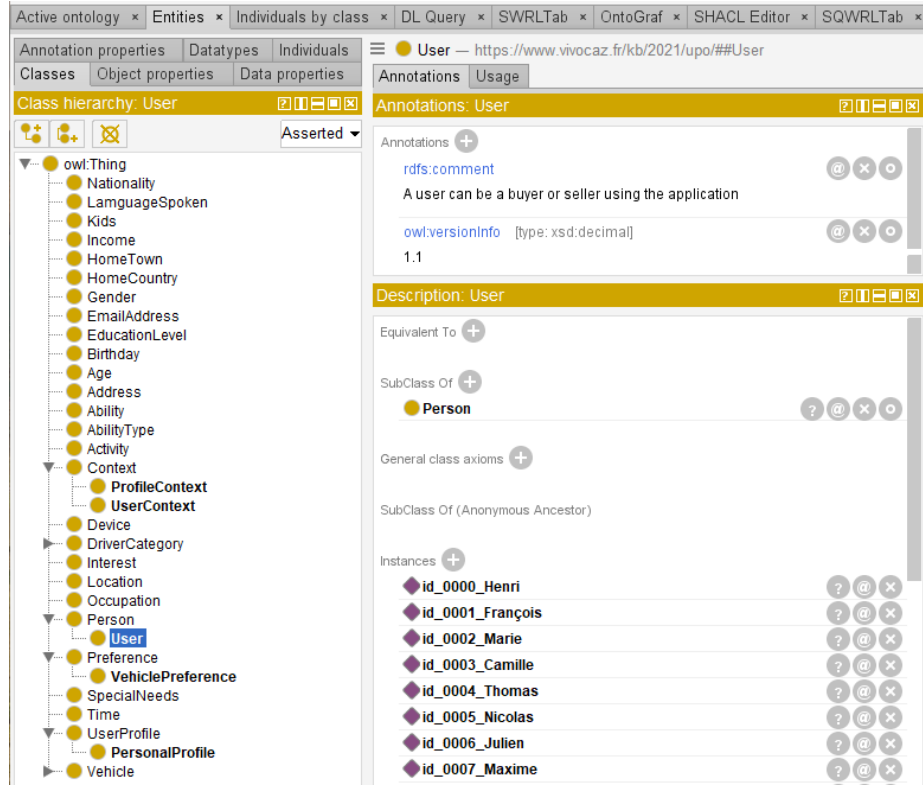 Active ontology × Entities × Individuals by class × DL Query × SWRLTab × OntoGraf × SHACL Editor × SQWRLTab ×
Annotation properties Datatypes Individuals
Classes Object properties Data properties
Class hierarchy: User
Asserted
owl:Thing
Nationality
LamguageSpoken
Kids
Income
HomeTown
HomeCountry
Gender
EmailAddress
EducationLevel
Birthday
Age
Address
Ability
AbilityType
Activity
Context
ProfileContext
UserContext
Device
DriverCategory
Interest
Location
Occupation
Person
User
Preference
VehiclePreference
SpecialNeeds
Time
UserProfile
PersonalProfile
Vehicle
User — https://www.vivocaz.fr/kb/2021/upo/##User
Annotations Usage
Annotations: User
Annotations
rdfs:comment
A user can be a buyer or seller using the application
owl:versionInfo [type: xsd:decimal]
1.1
Description: User
Equivalent To
SubClass Of
Person
General class axioms
SubClass Of (Anonymous Ancestor)
Instances
id_0000_Henri
id_0001_François
id_0002_Marie
id_0003_Camille
id_0004_Thomas
id_0005_Nicolas
id_0006_Julien
id_0007_Maxime